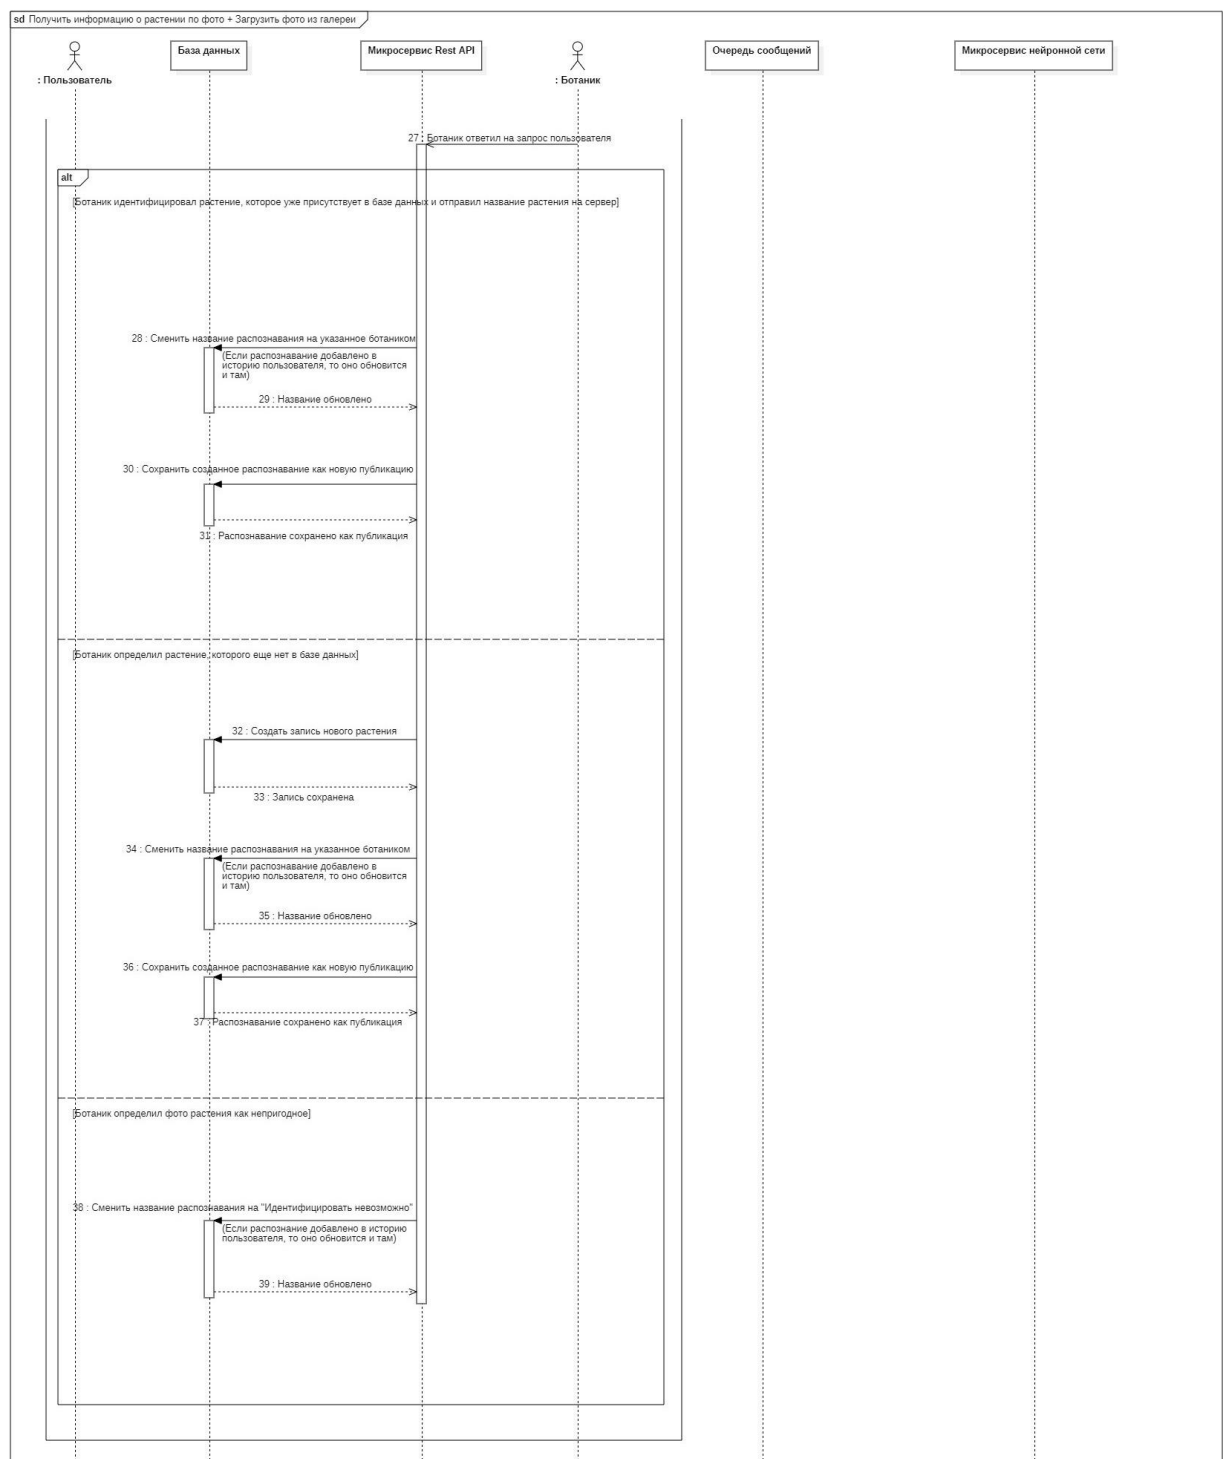 sd Получить информацию о растении по фото + Загрузить фото из галереи
: Пользователь
База данных
Микросервис Rest API
: Ботаник
Очередь сообщений
Микросервис нейронной сети
27 : Ботаник ответил на запрос пользователя
alt
[Ботаник идентифицировал растение, которое уже присутствует в базе данных и отправил название растения на сервер]
28 : Сменить название распознавания на указанное ботаником
(Если распознавание добавлено в
историю пользователя, то оно обновится
и там)
29 : Название обновлено
30 : Сохранить созданное распознавание как новую публикацию
31 : Распознавание сохранено как публикация
[Ботаник определил растение, которого еще нет в базе данных]
32 : Создать запись нового растения
33 : Запись сохранена
34 : Сменить название распознавания на указанное ботаником
(Если распознавание добавлено в
историю пользователя, то оно обновится
и там)
35 : Название обновлено
36 : Сохранить созданное распознавание как новую публикацию
37 : Распознавание сохранено как публикация
[Ботаник определил фото растения как непригодное]
38 : Сменить название распознавания на "Идентифицировать невозможно"
(Если распознание добавлено в историю
пользователя, то оно обновится и там)
39 : Название обновлено